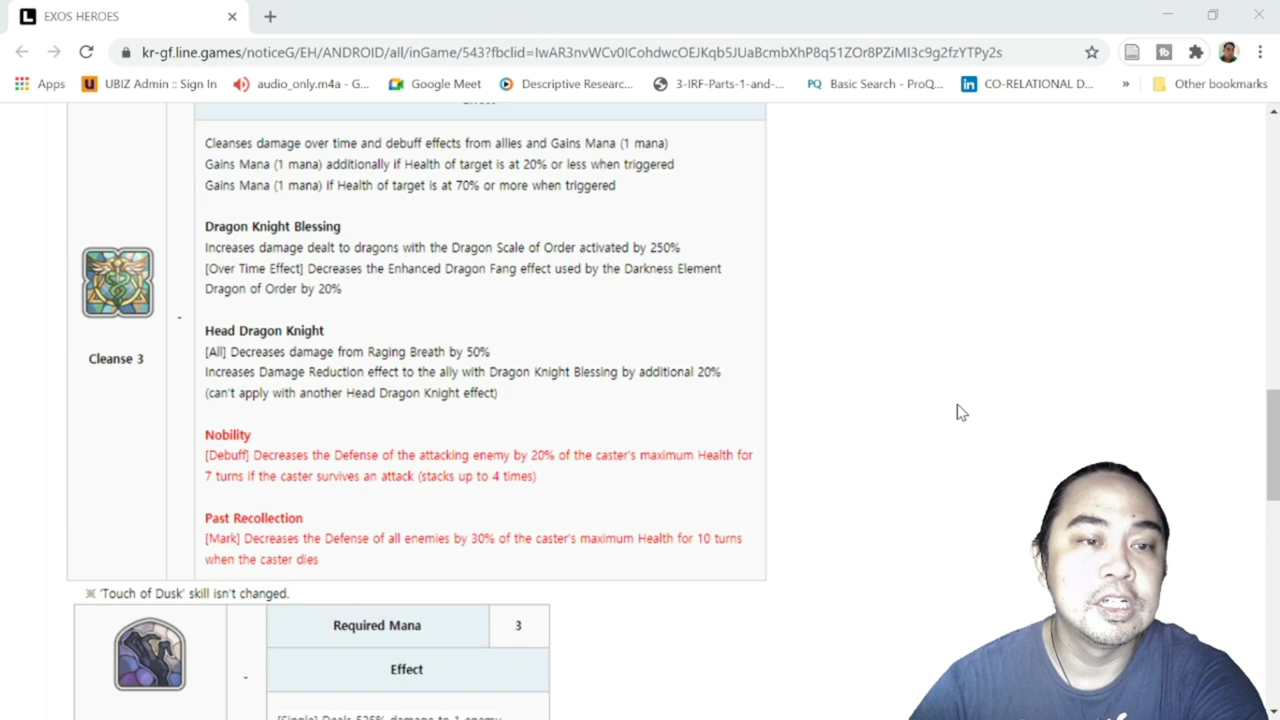 EXOS HEROES
kr-gf.line.games/noticeG/EH/ANDROID/all/inGame/543?fbclid=IwAR3nvWCv0ICohdwcOEJKqb5JUaBcmbXhP8q51ZOr8PZiMI3c9g2fzYTPy2s
Apps UBIZ Admin :: Sign In audio_only.m4a - G... Google Meet Descriptive Researc... 3-IRF-Parts-1-and-... PQ Basic Search - ProQ... CO-RELATIONAL D... » Other bookmarks
Cleanses damage over time and debuff effects from allies and Gains Mana (1 mana)
Gains Mana (1 mana) additionally if Health of target is at 20% or less when triggered
Gains Mana (1 mana) if Health of target is at 70% or more when triggered
Dragon Knight Blessing
Increases damage dealt to dragons with the Dragon Scale of Order activated by 250%
[Over Time Effect] Decreases the Enhanced Dragon Fang effect used by the Darkness Element
Dragon of Order by 20%
-
Head Dragon Knight
[All] Decreases damage from Raging Breath by 50%
Cleanse 3
Increases Damage Reduction effect to the ally with Dragon Knight Blessing by additional 20%
(can't apply with another Head Dragon Knight effect)
Nobility
[Debuff] Decreases the Defense of the attacking enemy by 20% of the caster's maximum Health for
7 turns if the caster survives an attack (stacks up to 4 times)
Past Recollection
[Mark] Decreases the Defense of all enemies by 30% of the caster's maximum Health for 10 turns
when the caster dies
※ 'Touch of Dusk' skill isn't changed.
Required Mana 3
-
Effect
[Single] Deals 525% damage to 1 enemy